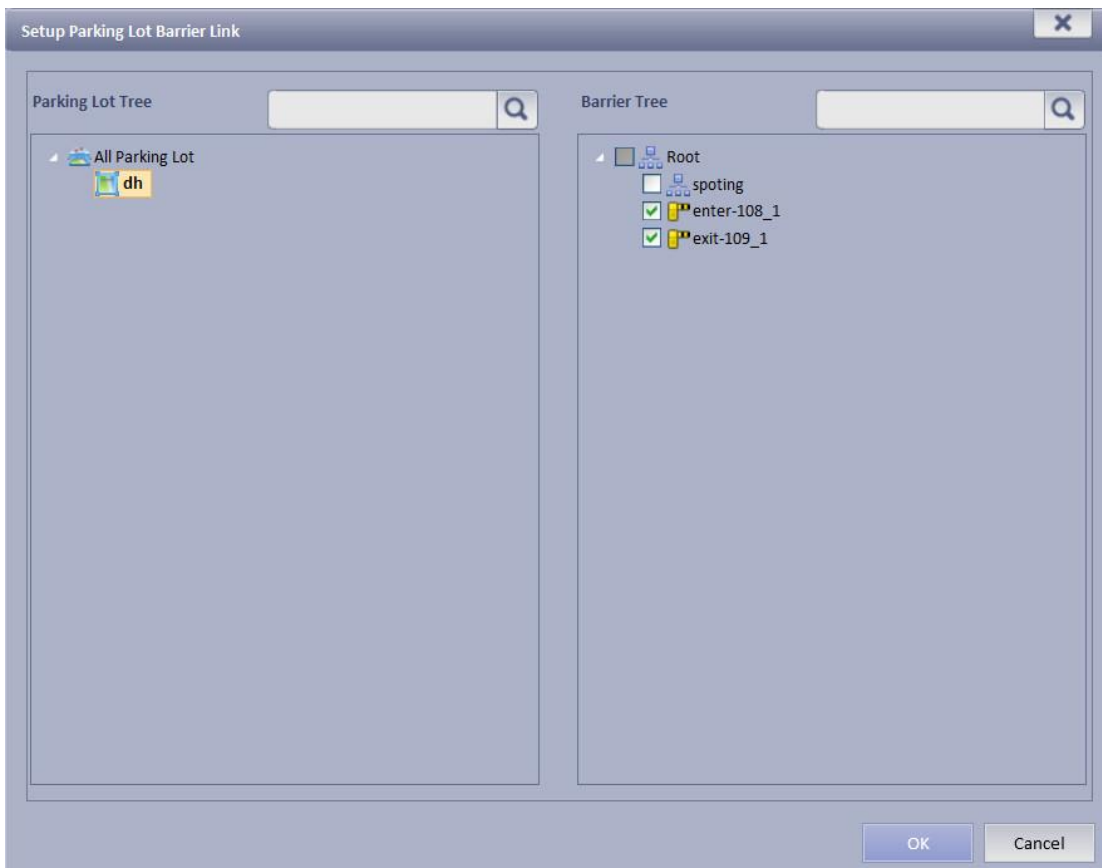 Setup Parking Lot Barrier Link
Parking Lot Tree
All Parking Lot
dh
Barrier Tree
Root
spoting
enter-108_1
exit-109_1
OK
Cancel